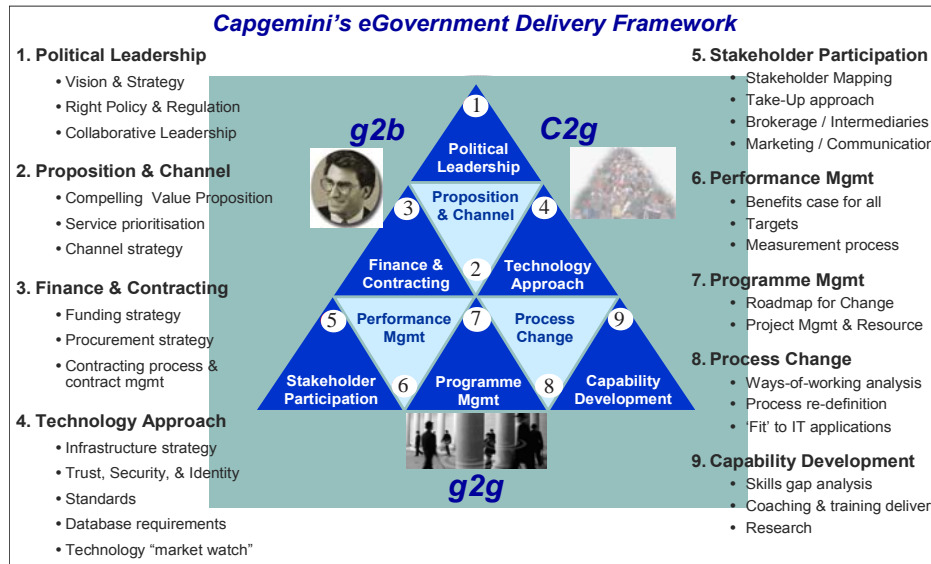 Capgemini's eGovernment Delivery Framework
1. Political Leadership
• Vision & Strategy
• Right Policy & Regulation
• Collaborative Leadership
2. Proposition & Channel
• Compelling Value Proposition
• Service prioritisation
• Channel strategy
3. Finance & Contracting
• Funding strategy
• Procurement strategy
• Contracting process &
contract mgmt
4. Technology Approach
• Infrastructure strategy
• Trust, Security, & Identity
• Standards
• Database requirements
• Technology "market watch"
g2b
C2g
1
Political
Leadership
3
Proposition
& Channel
4
Finance &
Contracting
2
Technology
Approach
5
Performance
Mgmt
7
Process
Change
9
Stakeholder
Participation
6
Programme
Mgmt
8
Capability
Development
g2g
5. Stakeholder Participation
• Stakeholder Mapping
• Take-Up approach
• Brokerage / Intermediaries
• Marketing / Communication
6. Performance Mgmt
• Benefits case for all
• Targets
• Measurement process
7. Programme Mgmt
• Roadmap for Change
• Project Mgmt & Resource
8. Process Change
• Ways-of-working analysis
• Process re-definition
• 'Fit' to IT applications
9. Capability Development
• Skills gap analysis
• Coaching & training deliver
• Research